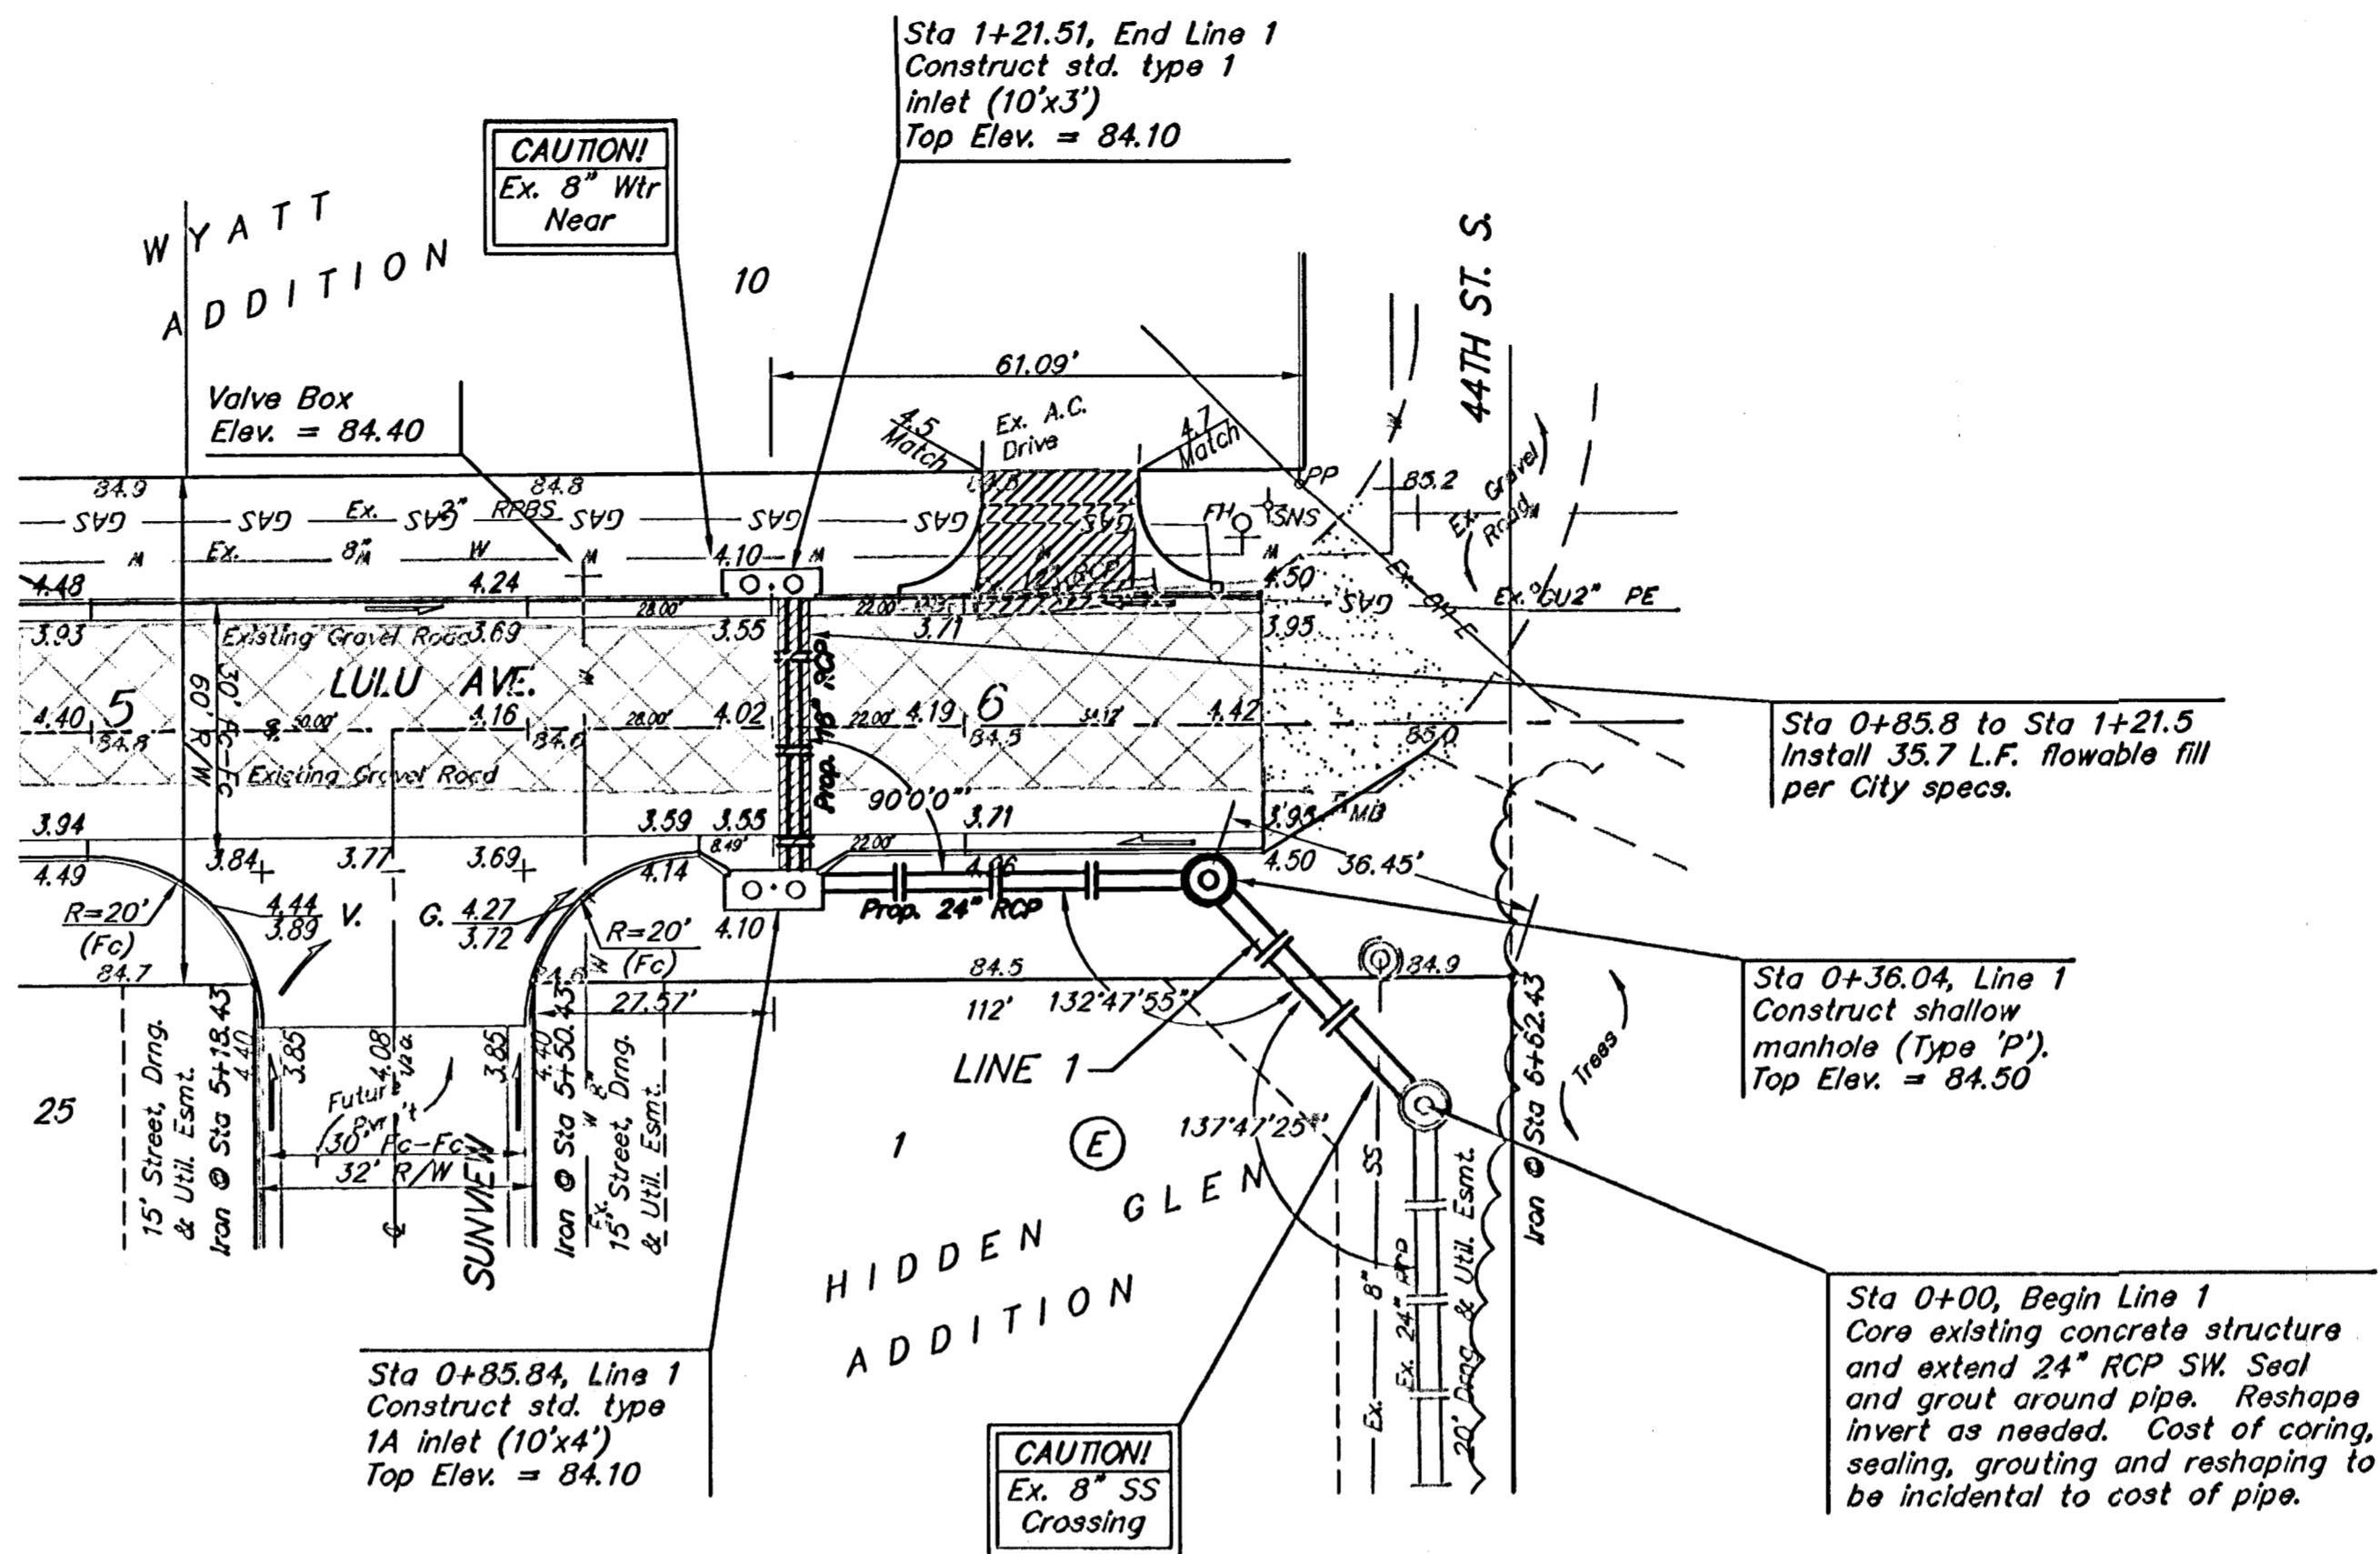 Sta 1+21.51, End Line 1
Construct std. type 1
inlet (10'x3')
Top Elev. = 84.10
CAUTION!
Ex. 8" Wtr
Near
WYATT
ADDITION
10
44TH ST. S.
61.09'
Valve Box
Elev. = 84.40
4.5
Match
Ex. A.C.
Drive
4.7
Match
PP
85.2
Ex. Gravel
Road
84.9
84.8
GAS GAS Ex. GAS 2" RPBS GAS GAS GAS GAS
FH
SNS
W Ex. 8" W W W W W
4.10
4.48
4.24
12" RCP
4.50
Ex. OH E
GAS
PE
28.00'
22.00'
3.93
Existing Gravel Road
3.69
3.55
3.71
3.95
LULU AVE.
60' R/W
30' Fc-Fc
Prop. 18" RCP
4.40
5
84.8
50.00'
4.16
84.6
28.00'
4.02
22.00'
4.19
6
84.5
4.42
85.0
Sta 0+85.8 to Sta 1+21.5
Install 35.7 L.F. flowable fill
per City specs.
Existing Gravel Road
90°0'0"
MB
3.94
3.84
3.77
3.69
3.59
3.55
8.49'
22.00'
3.71
3.95
4.49
4.14
4.50
36.45'
R=20'
(Fc)
4.44
3.89
V.
G.
4.27
3.72
R=20'
(Fc)
4.10
Prop. 24" RCP
84.7
84.5
84.9
27.57'
112'
132°47'55"
Sta 0+36.04, Line 1
Construct shallow
manhole (Type 'P').
Top Elev. = 84.50
LINE 1
15' Street, Drng.
& Util. Esmt.
Iron @ Sta 5+18.43
4.40
3.85
4.08
3.85
4.40
Iron @ Sta 5+50.43
15' Street, Drng.
& Util. Esmt.
Iron @ Sta 6+62.43
Trees
25
Future
Pvm't
30' Fc-Fc
32' R/W
SUNVIEW
1
E
137°47'25"
HIDDEN GLEN
ADDITION
Ex. 8" SS
Ex. 24" RCP
20' Drng. & Util. Esmt.
Sta 0+00, Begin Line 1
Core existing concrete structure
and extend 24" RCP SW. Seal
and grout around pipe. Reshape
invert as needed. Cost of coring,
sealing, grouting and reshaping to
be incidental to cost of pipe.
Sta 0+85.84, Line 1
Construct std. type
1A inlet (10'x4')
Top Elev. = 84.10
CAUTION!
Ex. 8" SS
Crossing